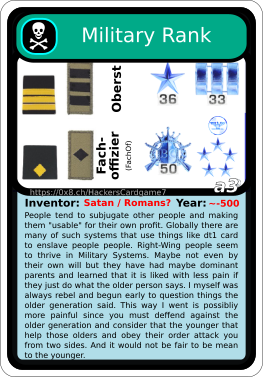 Military Rank
Oberst
36
33
Fach-
offizier
(FachOf)
50
a3
https://0x8.ch/HackersCardgame7
Inventor: Satan / Romans? Year: ~-500
People tend to subjugate other people and making
them "usable" for their own profit. Globally there are
many of such systems that use things like dt1 card
to enslave people people. Right-Wing people seem
to thrive in Military Systems. Maybe not even by
their own will but they have had maybe dominant
parents and learned that it is liked with less pain if
they just do what the older person says. I myself was
always rebel and begun early to question things the
older generation said. This way I went is possibliy
more painful since you must deffend against the
older generation and consider that the younger that
help those olders and obey their order attack you
from two sides. And it would not be fair to be mean
to the younger.